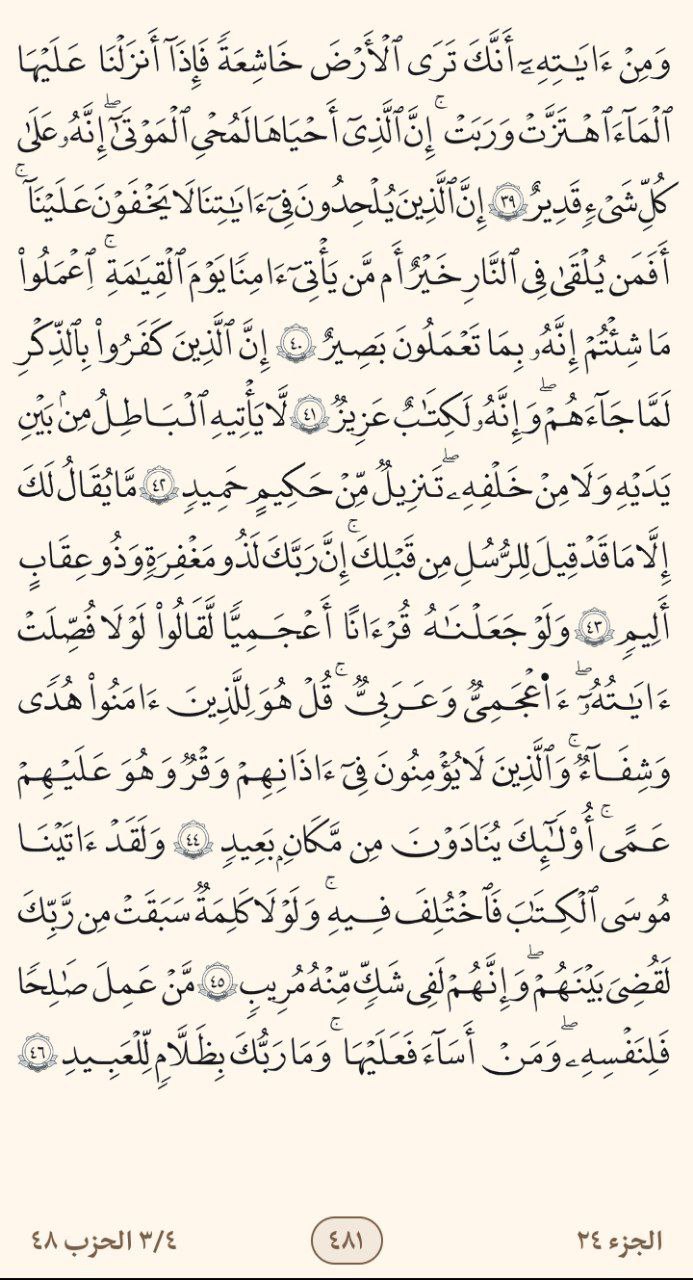 وَمِنْ ءَايَـٰتِهِۦٓ أَنَّكَ تَرَى ٱلْأَرْضَ خَـٰشِعَةً فَإِذَآ أَنزَلْنَا عَلَيْهَا
ٱلْمَآءَ ٱهْتَزَّتْ وَرَبَتْ ۚ إِنَّ ٱلَّذِىٓ أَحْيَاهَا لَمُحْىِ ٱلْمَوْتَىٰٓ ۖ إِنَّهُۥ عَلَىٰ
كُلِّ شَىْءٍ قَدِيرٌ ٣٩ إِنَّ ٱلَّذِينَ يُلْحِدُونَ فِىٓ ءَايَـٰتِنَا لَا يَخْفَوْنَ عَلَيْنَآ ۗ
أَفَمَن يُلْقَىٰ فِى ٱلنَّارِ خَيْرٌ أَم مَّن يَأْتِىٓ ءَامِنًا يَوْمَ ٱلْقِيَـٰمَةِ ۚ ٱعْمَلُوا۟
مَا شِئْتُمْ إِنَّهُۥ بِمَا تَعْمَلُونَ بَصِيرٌ ٤٠ إِنَّ ٱلَّذِينَ كَفَرُوا۟ بِٱلذِّكْرِ
لَمَّا جَآءَهُمْ ۖ وَإِنَّهُۥ لَكِتَـٰبٌ عَزِيزٌ ٤١ لَّا يَأْتِيهِ ٱلْبَـٰطِلُ مِنۢ بَيْنِ
يَدَيْهِ وَلَا مِنْ خَلْفِهِۦ ۖ تَنزِيلٌ مِّنْ حَكِيمٍ حَمِيدٍ ٤٢ مَّا يُقَالُ لَكَ
إِلَّا مَا قَدْ قِيلَ لِلرُّسُلِ مِن قَبْلِكَ ۚ إِنَّ رَبَّكَ لَذُو مَغْفِرَةٍ وَذُو عِقَابٍ
أَلِيمٍ ٤٣ وَلَوْ جَعَلْنَـٰهُ قُرْءَانًا أَعْجَمِيًّا لَّقَالُوا۟ لَوْلَا فُصِّلَتْ
ءَايَـٰتُهُۥٓ ۖ ءَا۬عْجَمِىٌّ وَعَرَبِىٌّ ۗ قُلْ هُوَ لِلَّذِينَ ءَامَنُوا۟ هُدًى
وَشِفَآءٌ ۖ وَٱلَّذِينَ لَا يُؤْمِنُونَ فِىٓ ءَاذَانِهِمْ وَقْرٌ وَهُوَ عَلَيْهِمْ
عَمًى ۚ أُو۟لَـٰٓئِكَ يُنَادَوْنَ مِن مَّكَانٍۭ بَعِيدٍ ٤٤ وَلَقَدْ ءَاتَيْنَا
مُوسَى ٱلْكِتَـٰبَ فَٱخْتُلِفَ فِيهِ ۗ وَلَوْلَا كَلِمَةٌ سَبَقَتْ مِن رَّبِّكَ
لَقُضِىَ بَيْنَهُمْ ۚ وَإِنَّهُمْ لَفِى شَكٍّ مِّنْهُ مُرِيبٍ ٤٥ مَّنْ عَمِلَ صَـٰلِحًا
فَلِنَفْسِهِۦ ۖ وَمَنْ أَسَآءَ فَعَلَيْهَا ۗ وَمَا رَبُّكَ بِظَلَّـٰمٍ لِّلْعَبِيدِ ٤٦
الجزء ٢٤
٤٨١
٣/٤ الحزب ٤٨